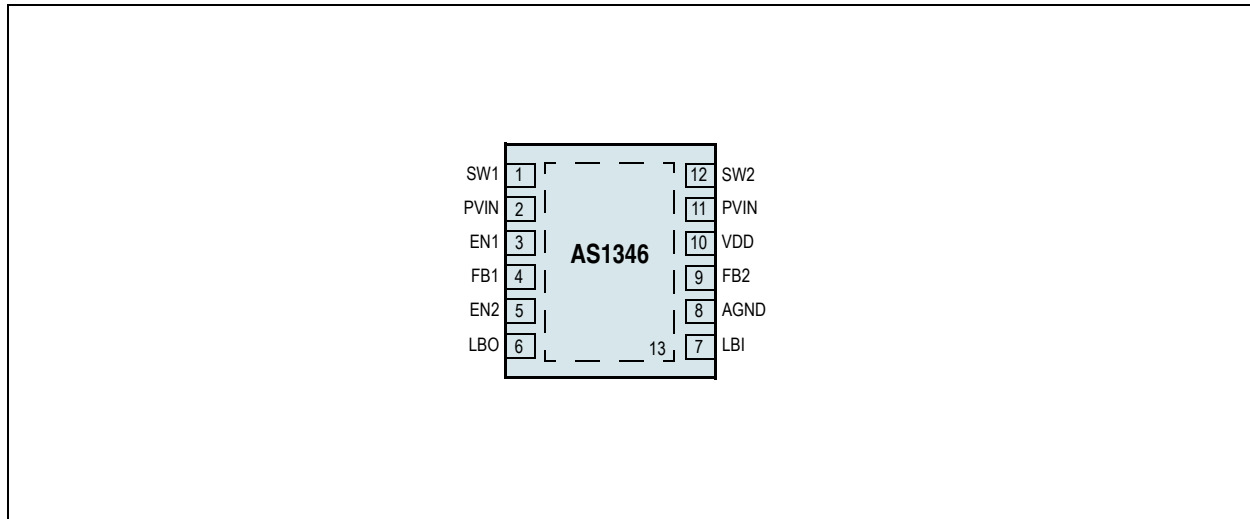 SW1 1 12 SW2
PVIN 2 11 PVIN
EN1 3 10 VDD
AS1346
FB1 4 9 FB2
EN2 5 8 AGND
LBO 6 13 7 LBI